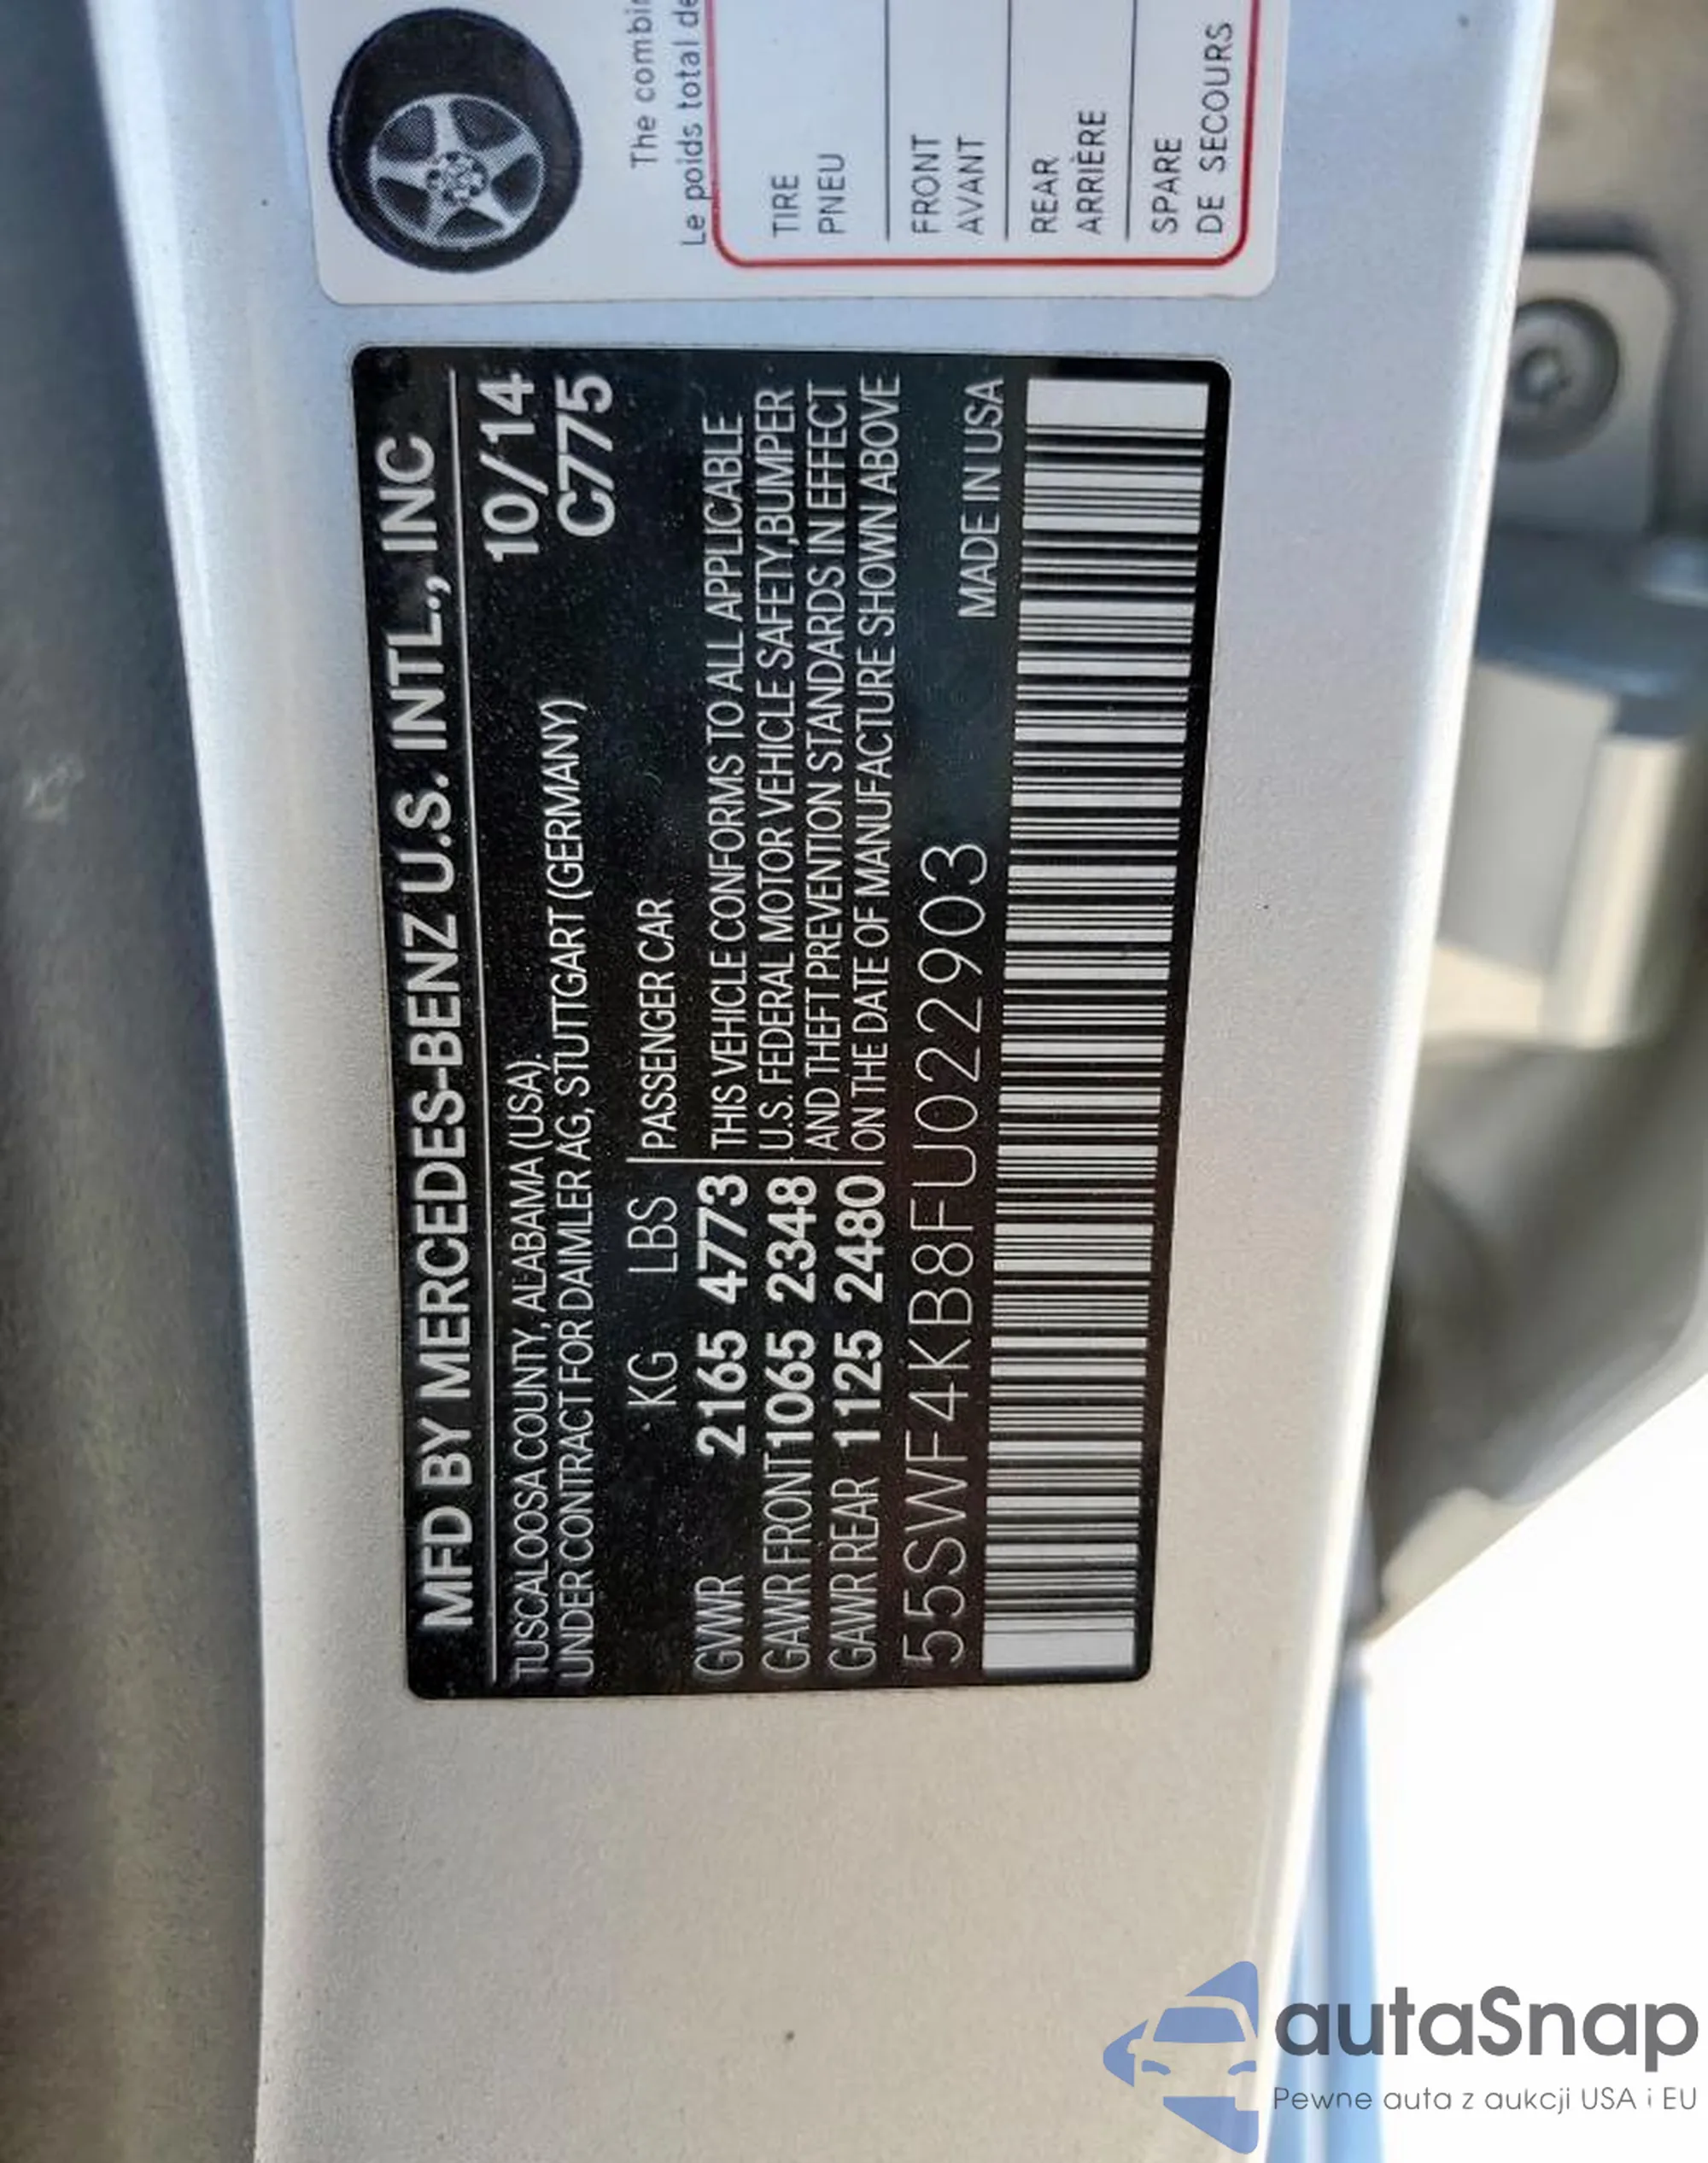 MFD BY MERCEDES-BENZ U.S. INTL., INC
TUSCALOOSA COUNTY, ALABAMA (USA). 10/14
UNDER CONTRACT FOR DAIMLER AG, STUTTGART (GERMANY) C775
KG LBS PASSENGER CAR
GVWR 2165 4773 THIS VEHICLE CONFORMS TO ALL APPLICABLE
GAWR FRONT 1065 2348 U.S. FEDERAL MOTOR VEHICLE SAFETY, BUMPER
GAWR REAR 1125 2480 AND THEFT PREVENTION STANDARDS IN EFFECT
ON THE DATE OF MANUFACTURE SHOWN ABOVE
55SWF4KB8FU022903 MADE IN USA
The
Le poids total
TIRE
PNEU
FRONT
AVANT
REAR
ARRIÈRE
SPARE
DE SECOURS
autaSnap
Pewne auta z aukcji USA i EU